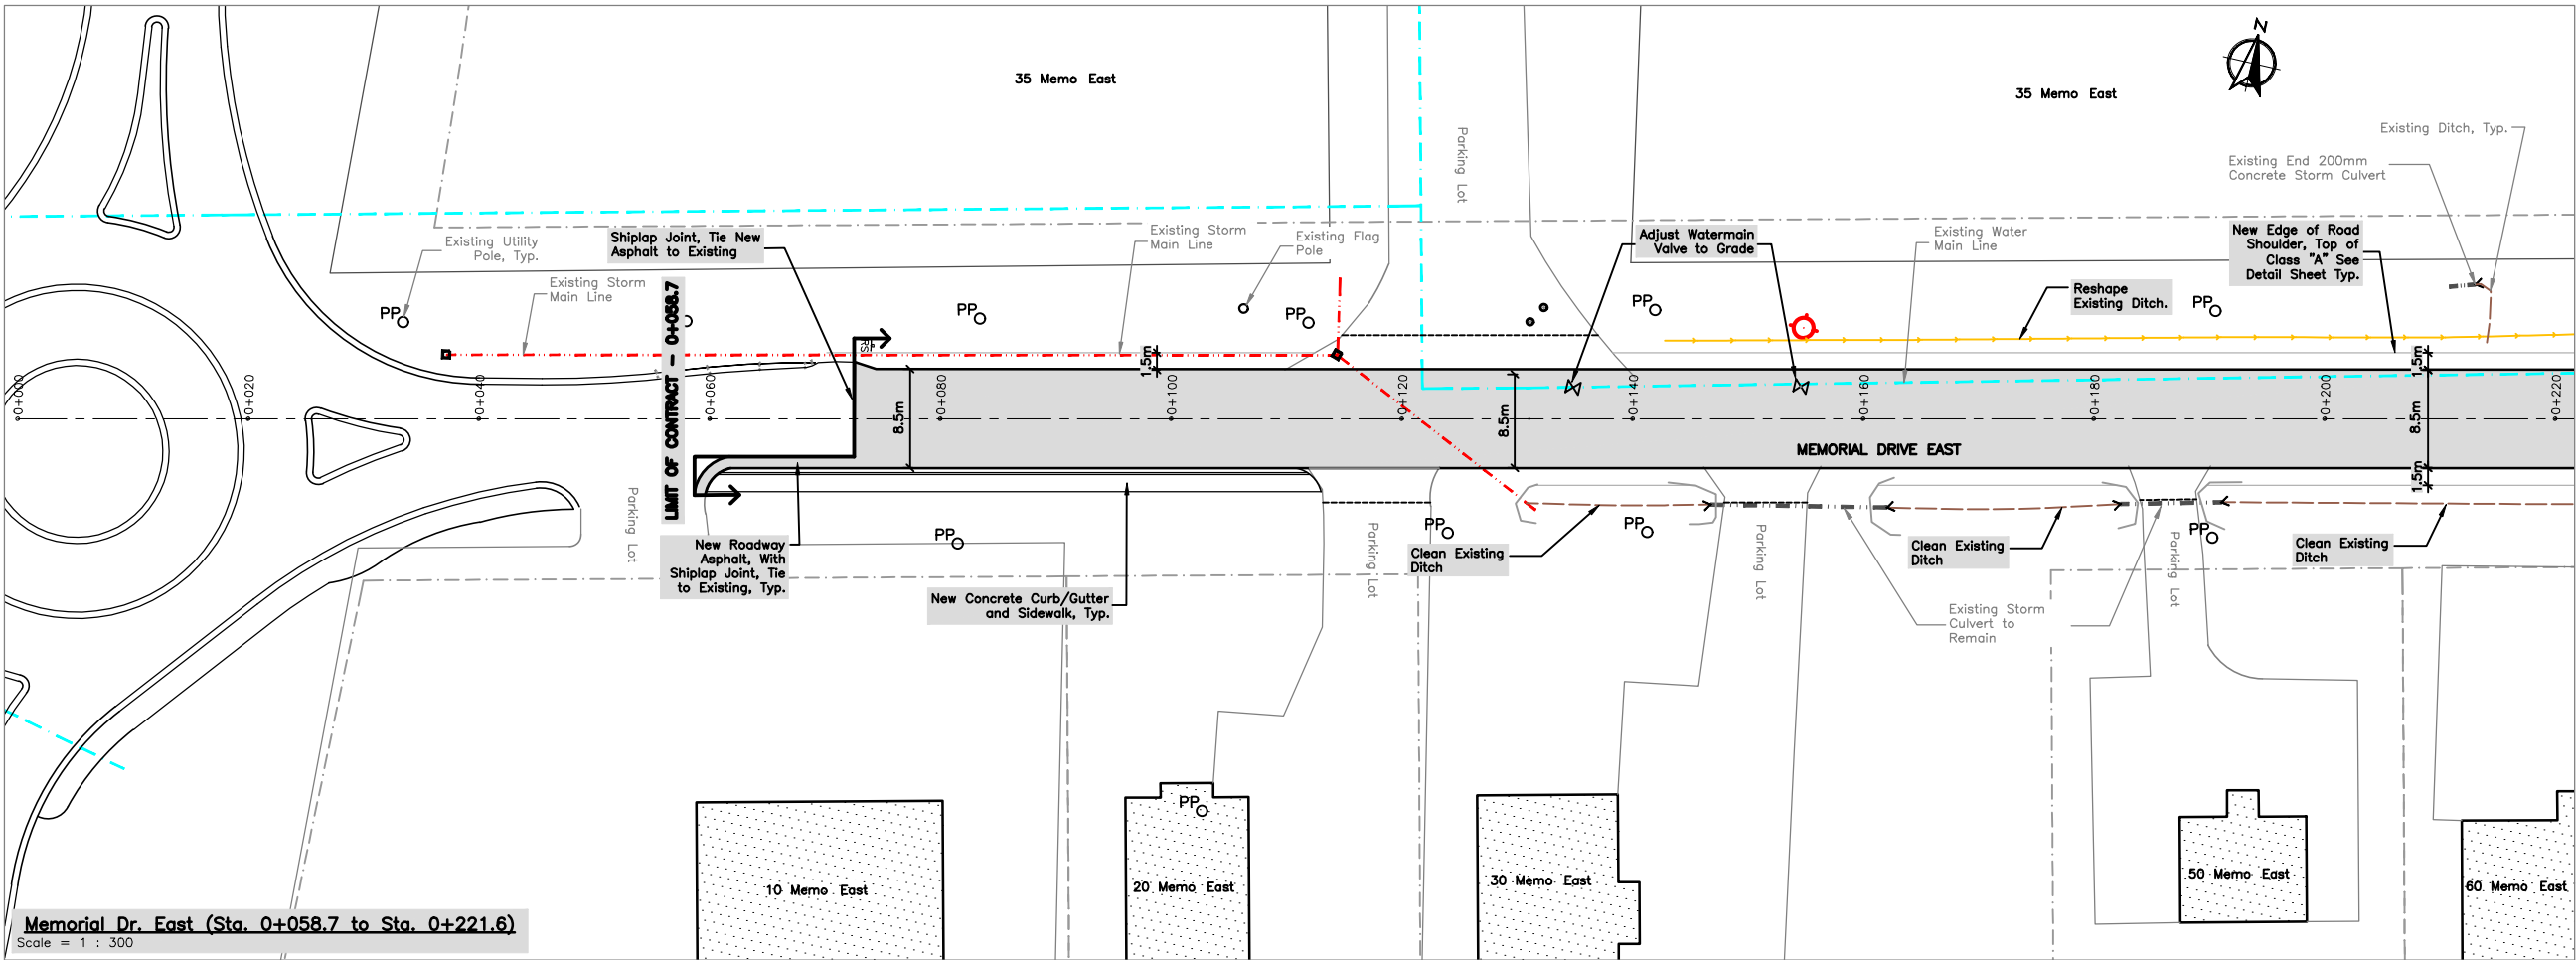 N
35 Memo East
35 Memo East
Parking Lot
Existing Ditch, Typ.
Existing End 200mm
Concrete Storm Culvert
Existing Utility
Pole, Typ.
Shiplap Joint, Tie New
Asphalt to Existing
Existing Storm
Main Line
Existing Flag
Pole
Adjust Watermain
Valve to Grade
Existing Water
Main Line
New Edge of Road
Shoulder, Top of
Class "A" See
Detail Sheet Typ.
Existing Storm
Main Line
Reshape
Existing Ditch.
LIMIT OF CONTRACT - 0+058.7
PP
PP
PP
PP
PP
1.5m
1.5m
0+000
0+020
0+040
0+060
0+080
0+100
0+120
0+140
0+160
0+180
0+200
0+220
8.5m
8.5m
8.5m
MEMORIAL DRIVE EAST
1.5m
Parking Lot
Parking Lot
Parking Lot
Parking Lot
PP
PP
PP
PP
New Roadway
Asphalt, With
Shiplap Joint, Tie
to Existing, Typ.
Clean Existing
Ditch
Clean Existing
Ditch
Clean Existing
Ditch
New Concrete Curb/Gutter
and Sidewalk, Typ.
Existing Storm
Culvert to
Remain
PP
10 Memo East
20 Memo East
30 Memo East
50 Memo East
60 Memo East
Memorial Dr. East (Sta. 0+058.7 to Sta. 0+221.6)
Scale = 1 : 300